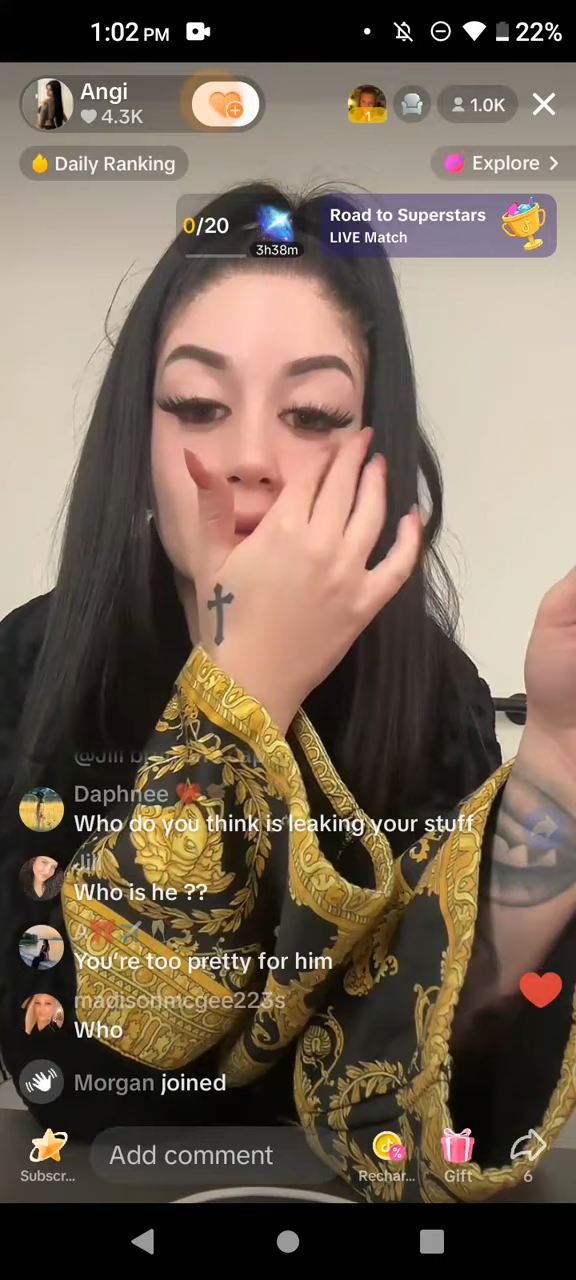 1:02 PM
22%
Angi
4.3K
1
1.0K
Daily Ranking
Explore >
0/20
3h38m
Road to Superstars
LIVE Match
@Jill
Daphnee
Who do you think is leaking your stuff
Jill
Who is he ??
You're too pretty for him
madisonmcgee223s
Who
Morgan joined
Add comment
Subscr...
Rechar...
Gift
6